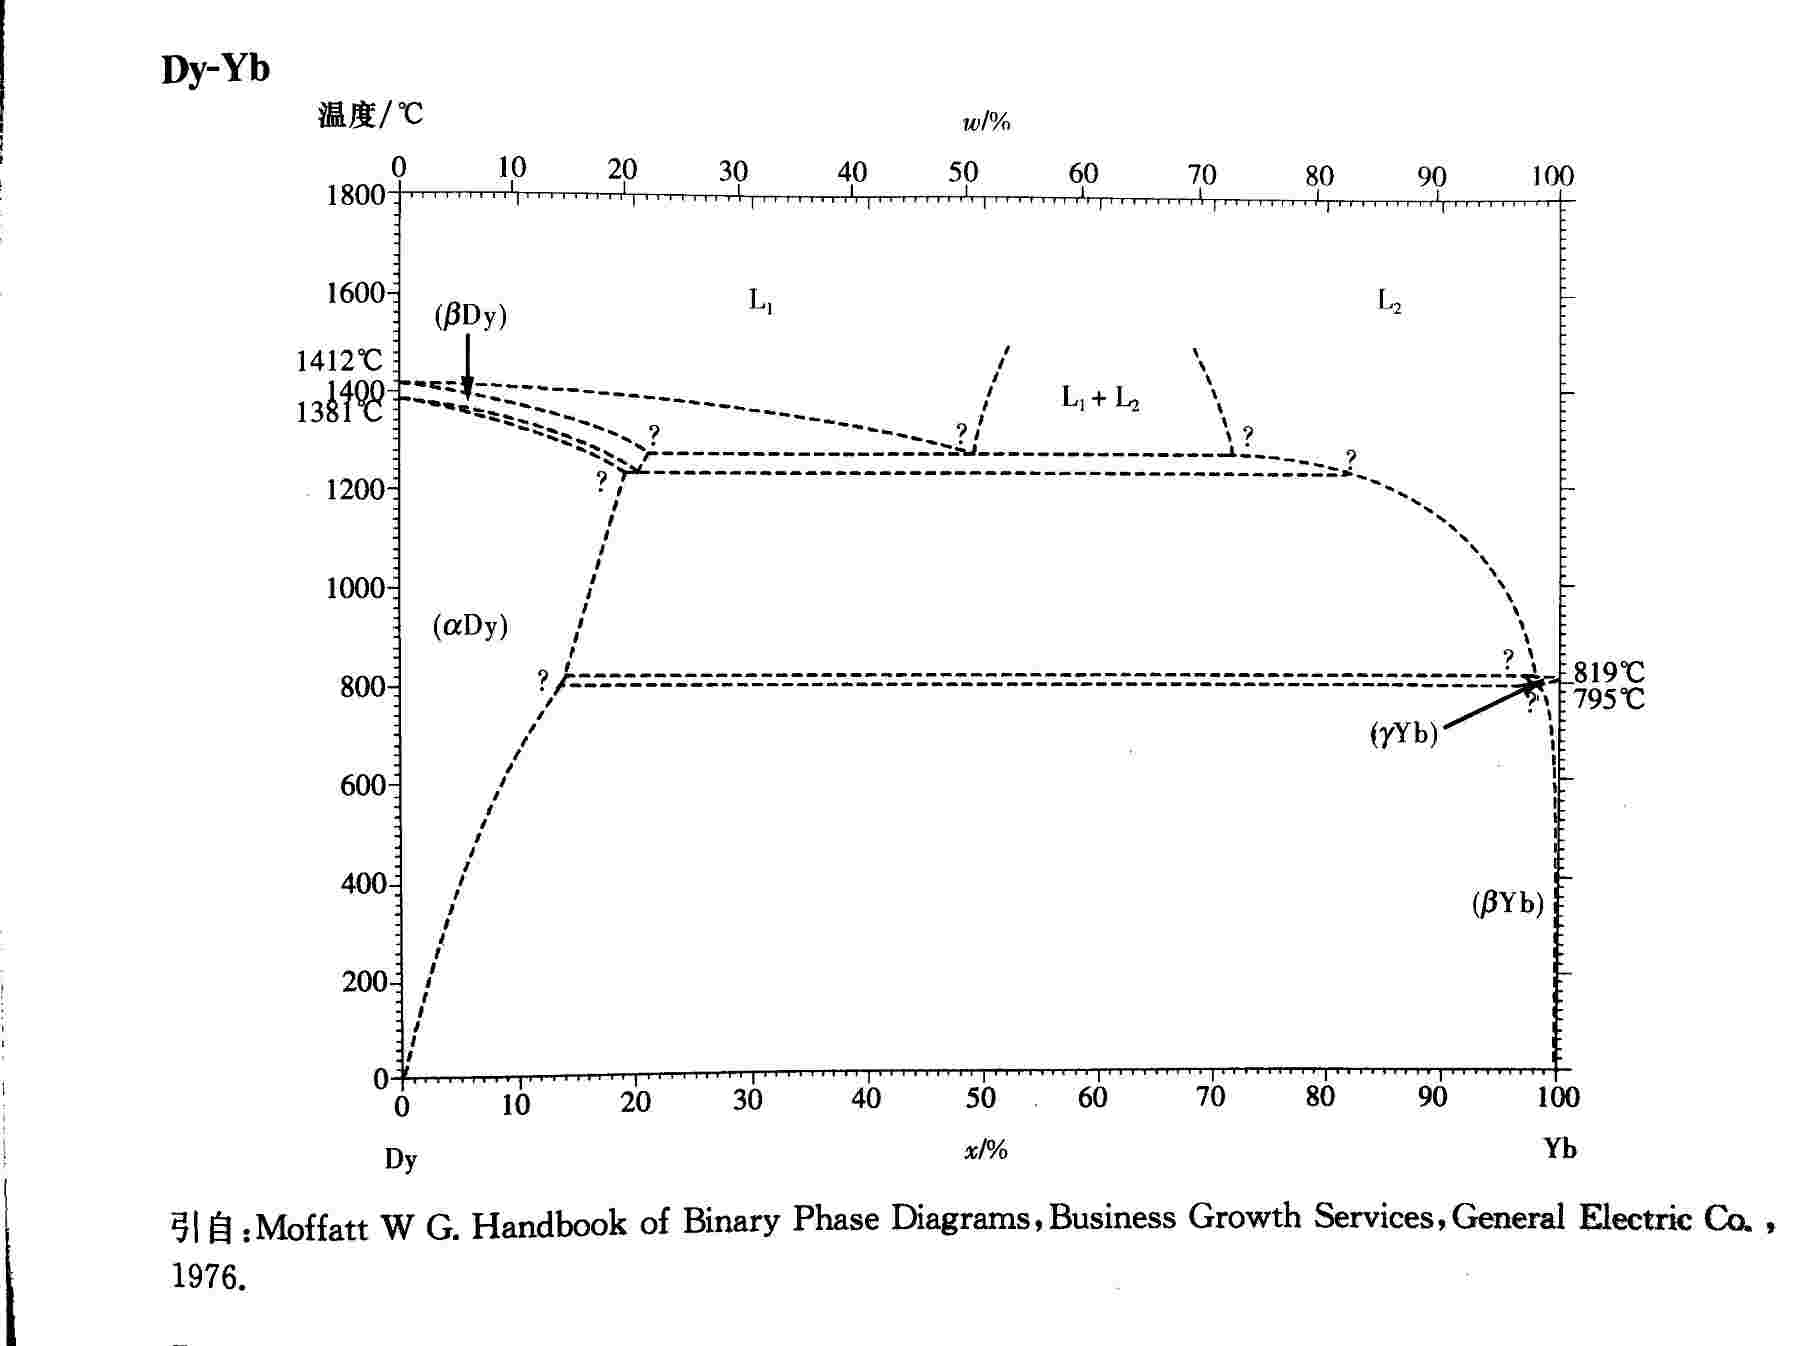 Dy-Yb
温度/℃
w/%
0 10 20 30 40 50 60 70 80 90 100
1800
1600
L₁
L₂
(βDy)
1412℃
1400
1381℃
L₁ + L₂
? ? ?
?
?
1200
1000
(αDy)
?
?
819℃
800
795℃
?
(γYb)
600
400
(βYb)
200
0
0 10 20 30 40 50 60 70 80 90 100
Dy
x/%
Yb
引自:Moffatt W G. Handbook of Binary Phase Diagrams, Business Growth Services, General Electric Co. ,
1976.